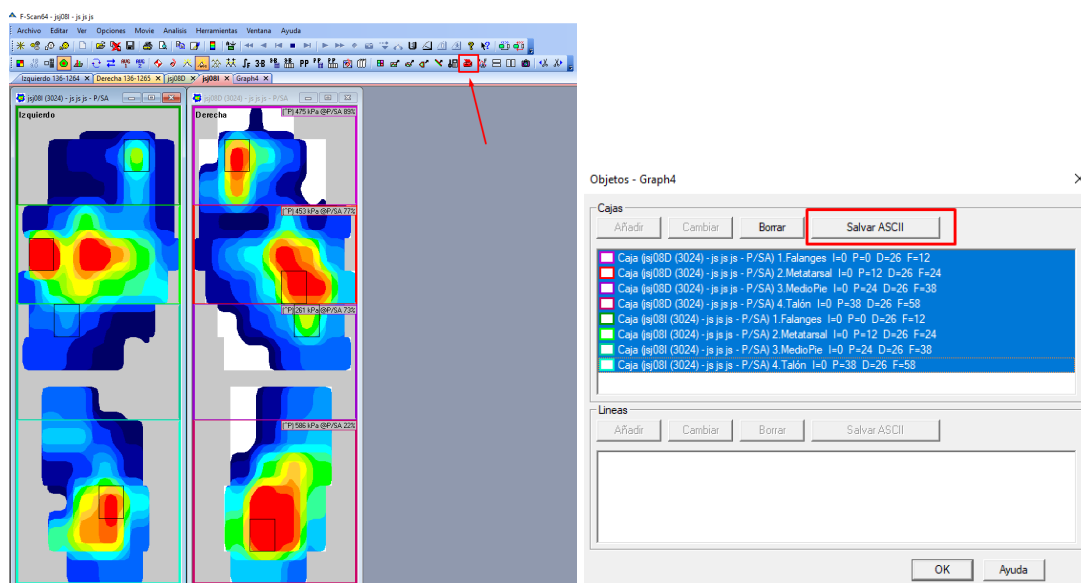 F-Scan64 - jsj08I - js js js
Archivo Editar Ver Opciones Movie Analisis Herramientas Ventana Ayuda
Izquierdo 136-1264 Derecha 136-1265 jsj08D jsj08I Graph4
jsj08I (3024) - js js js - P/SA
jsj08D (3024) - js js js - P/SA
Izquierdo
Derecha
[^P] 475 kPa @P/SA 89%
[^P] 453 kPa @P/SA 77%
[^P] 261 kPa @P/SA 73%
[^P] 586 kPa @P/SA 22%
Objetos - Graph4
Cajas
Añadir Cambiar Borrar Salvar ASCII
Caja (jsj08D (3024) - js js js - P/SA) 1.Falanges I=0 P=0 D=26 F=12
Caja (jsj08D (3024) - js js js - P/SA) 2.Metatarsal I=0 P=12 D=26 F=24
Caja (jsj08D (3024) - js js js - P/SA) 3.MedioPie I=0 P=24 D=26 F=38
Caja (jsj08D (3024) - js js js - P/SA) 4.Talón I=0 P=38 D=26 F=58
Caja (jsj08I (3024) - js js js - P/SA) 1.Falanges I=0 P=0 D=26 F=12
Caja (jsj08I (3024) - js js js - P/SA) 2.Metatarsal I=0 P=12 D=26 F=24
Caja (jsj08I (3024) - js js js - P/SA) 3.MedioPie I=0 P=24 D=26 F=38
Caja (jsj08I (3024) - js js js - P/SA) 4.Talón I=0 P=38 D=26 F=58
Lineas
Añadir Cambiar Borrar Salvar ASCII
OK Ayuda